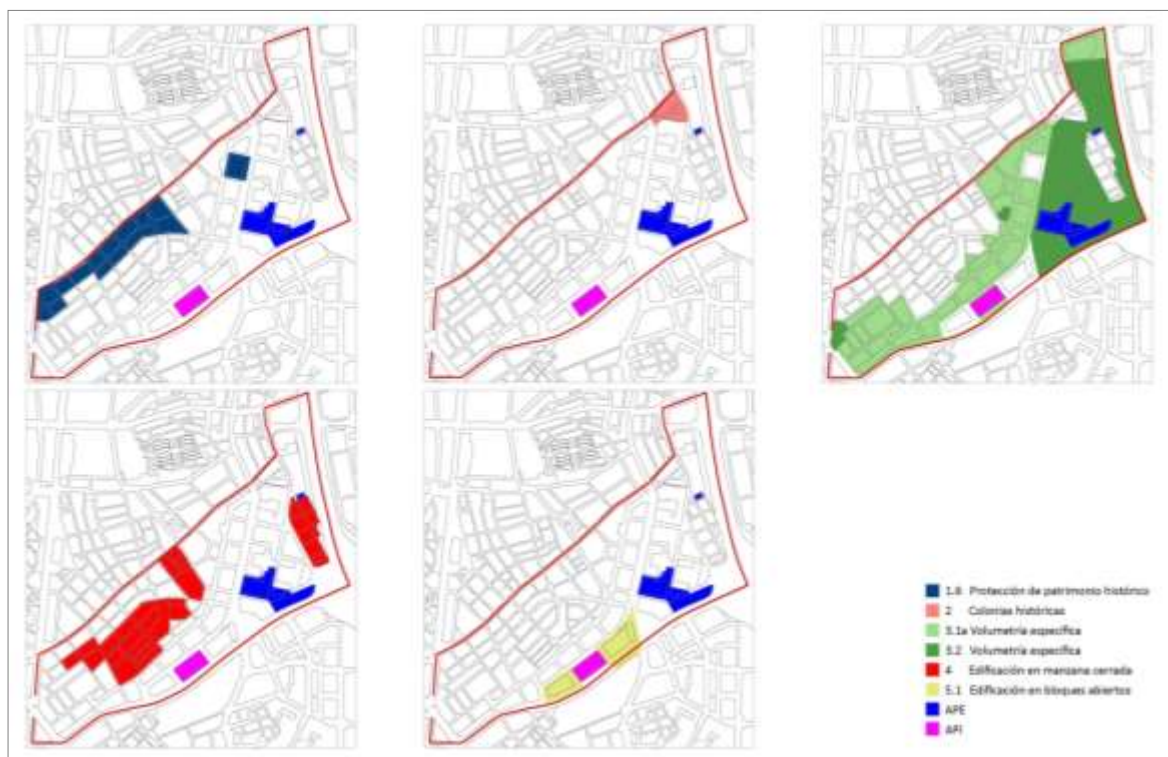 1.6 Protección de patrimonio histórico
2 Colonias históricas
3.1a Volumetría específica
3.2 Volumetría específica
4 Edificación en manzana cerrada
5.1 Edificación en bloques abiertos
APE
API